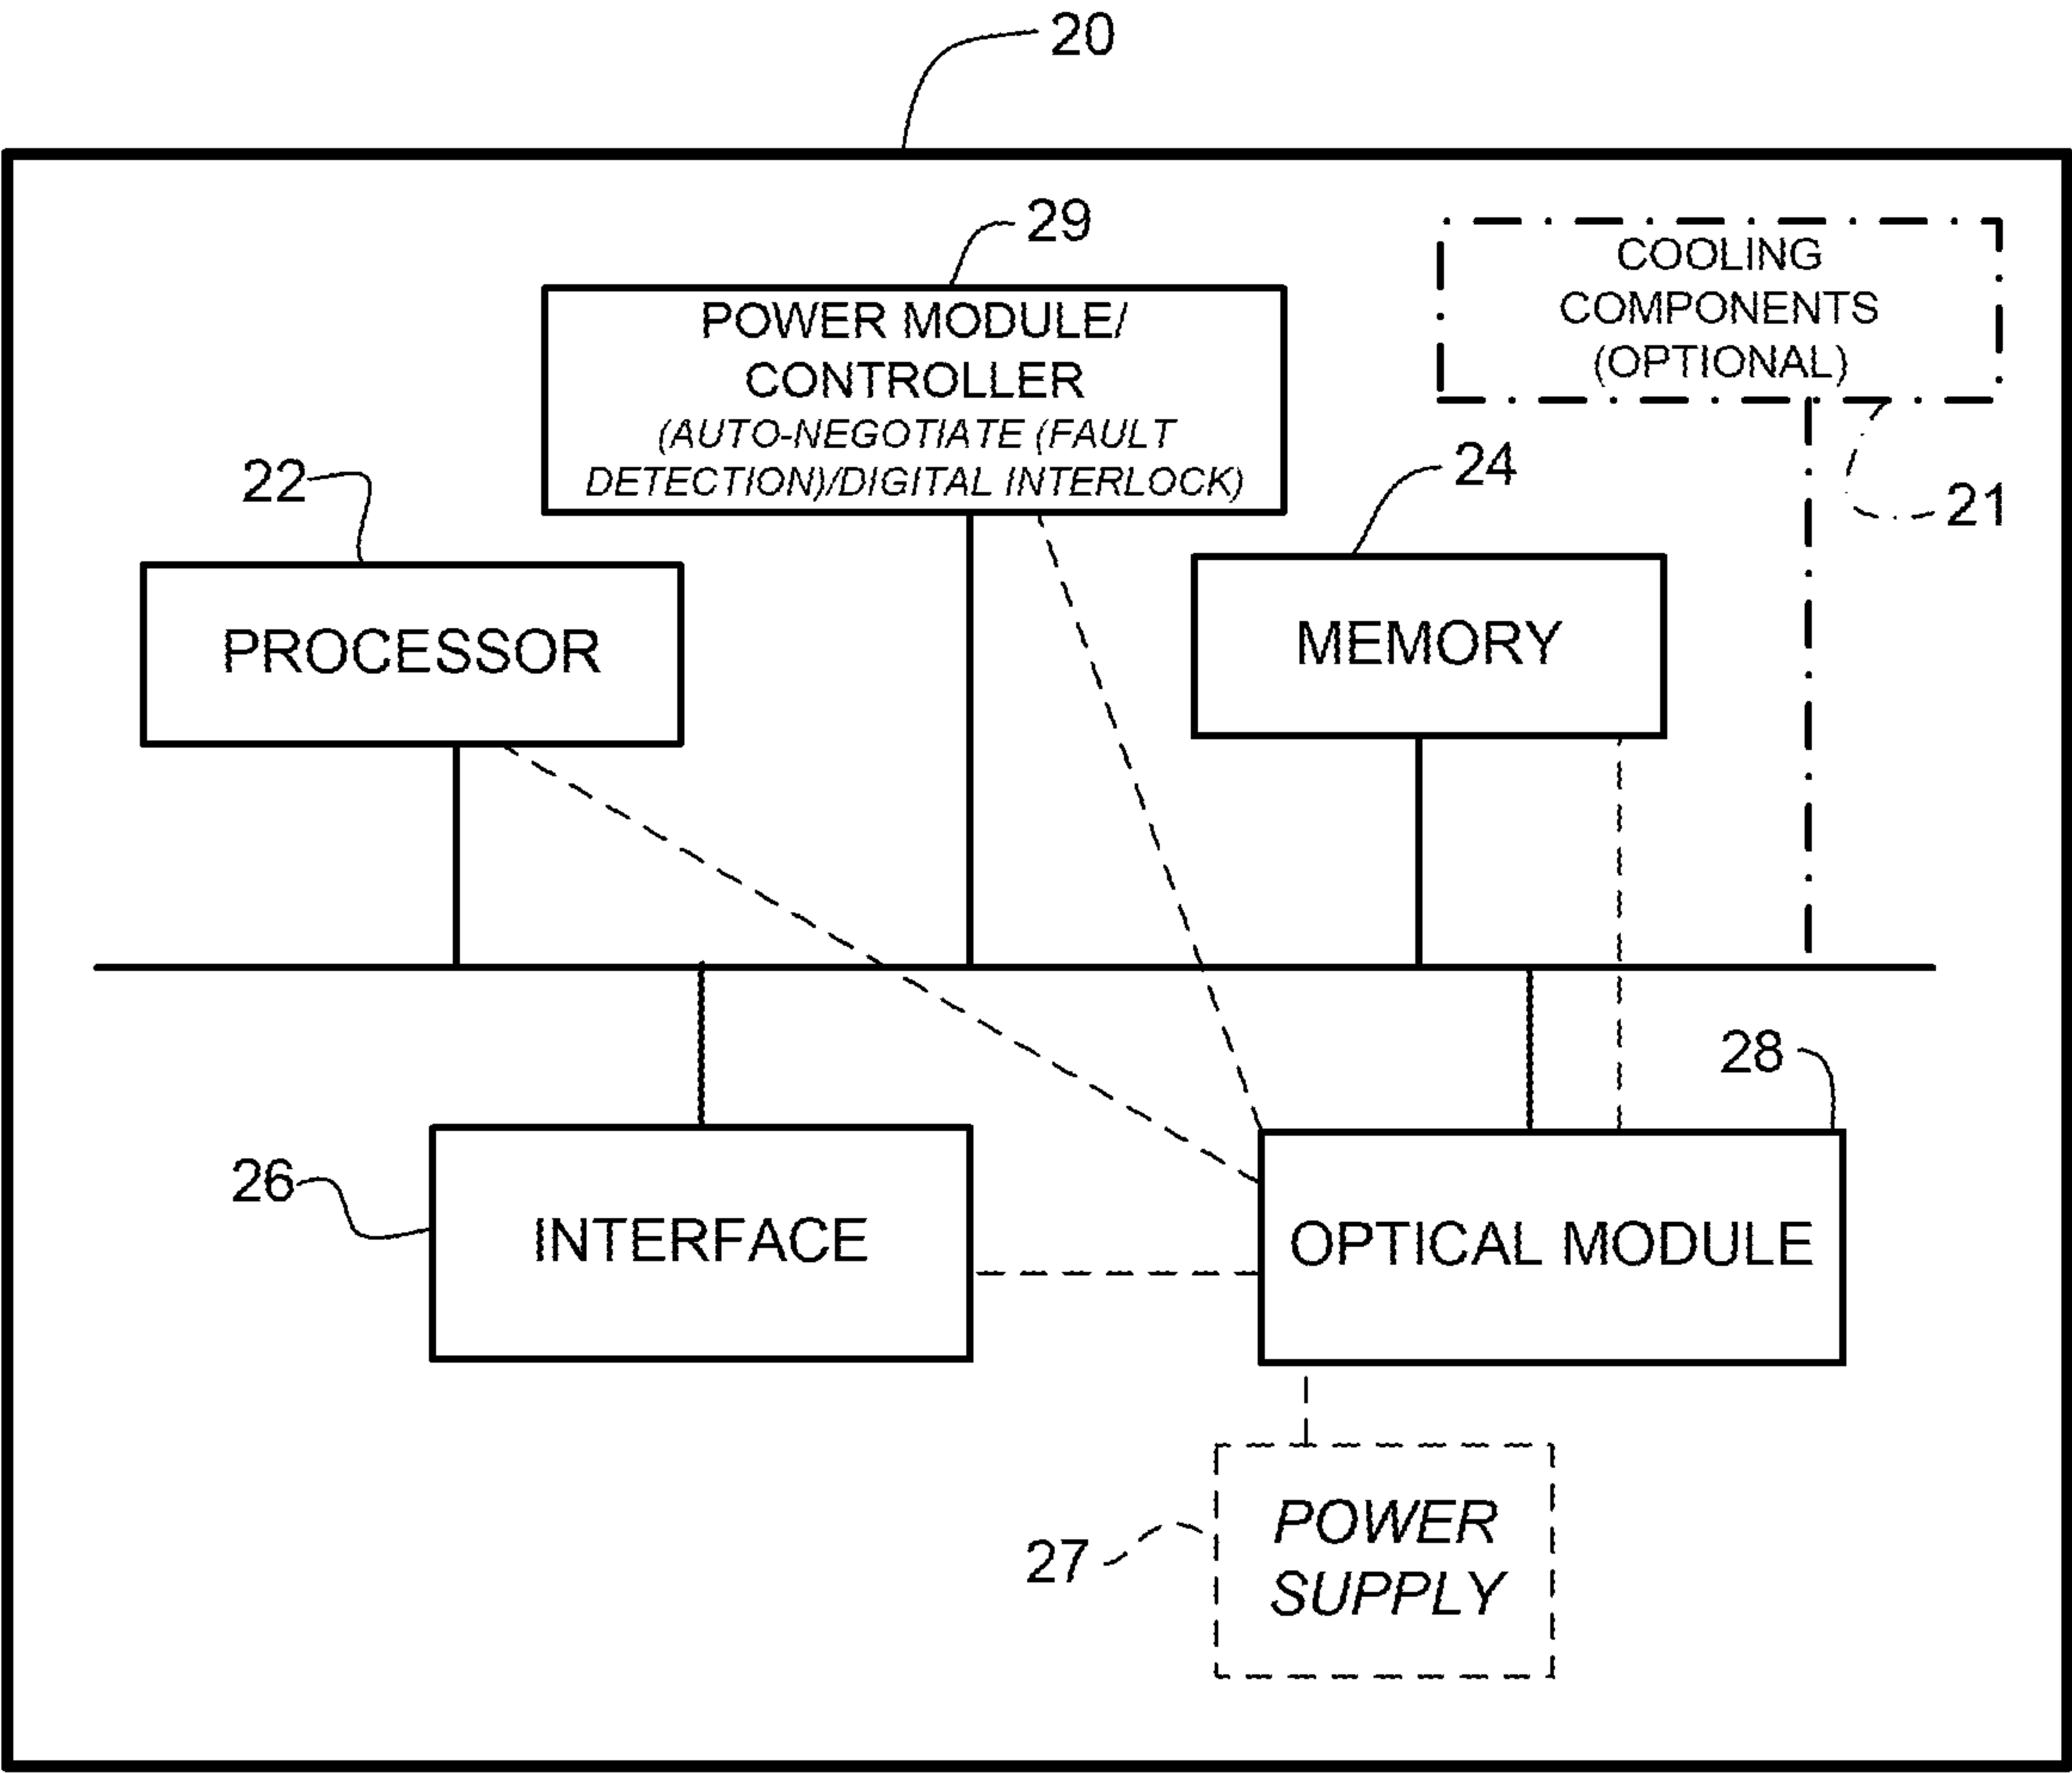 20
29
POWER MODULE/
CONTROLLER
(AUTO-NEGOTIATE (FAULT
DETECTION)/DIGITAL INTERLOCK)
COOLING
COMPONENTS
(OPTIONAL)
21
22
PROCESSOR
24
MEMORY
26
INTERFACE
28
OPTICAL MODULE
27
POWER
SUPPLY